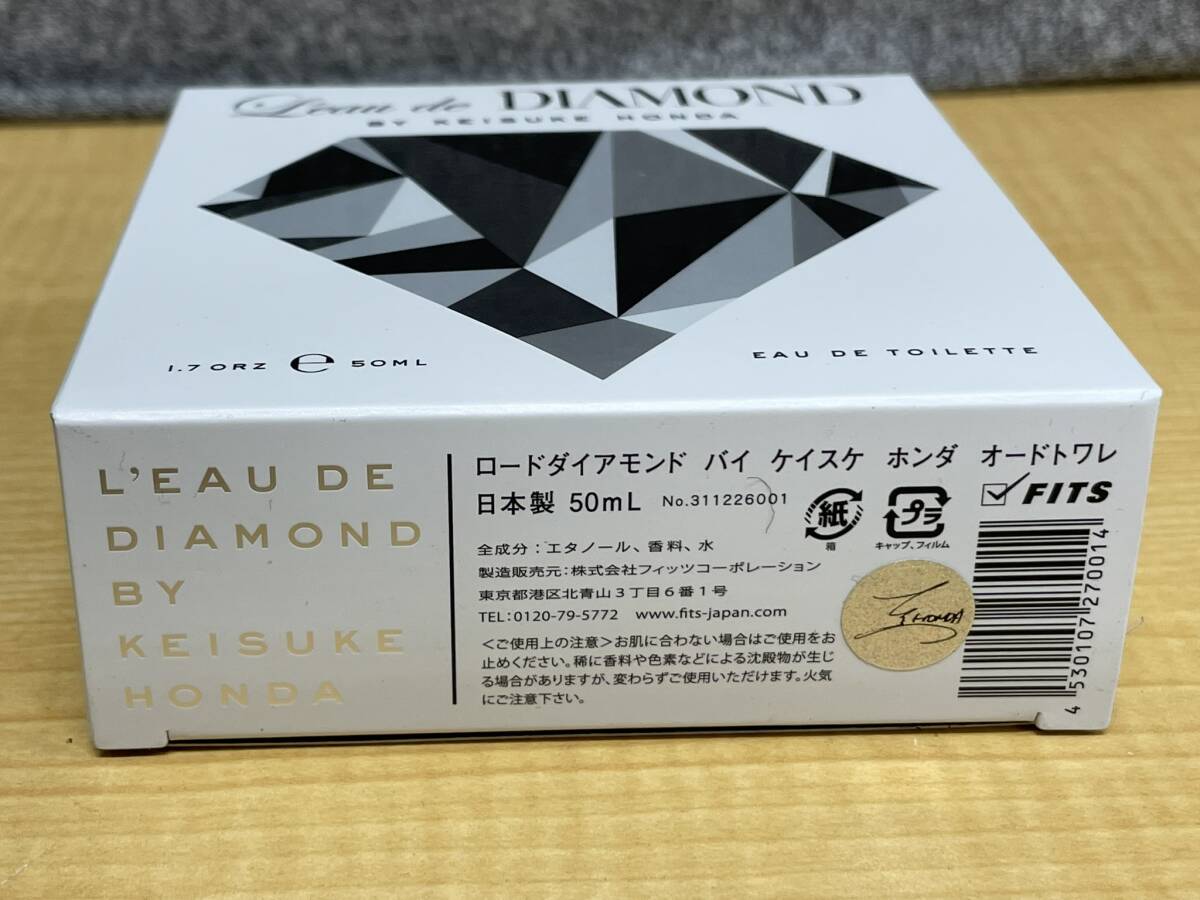 L'eau de DIAMOND
BY KEISUKE HONDA
1.7 ORZ e 50ML
EAU DE TOILETTE
L'EAU DE
DIAMOND
BY
KEISUKE
HONDA
ロードダイアモンド バイ ケイスケ ホンダ オードトワレ
日本製 50mL No.311226001
紙
箱
プラ
キャップ、フィルム
FITS
全成分：エタノール、香料、水
製造販売元：株式会社フィッツコーポレーション
東京都港区北青山3丁目6番1号
TEL：0120-79-5772 www.fits-japan.com
＜ご使用上の注意＞お肌に合わない場合はご使用をお
止めください。稀に香料や色素などによる沈殿物が生じ
る場合がありますが、変わらずご使用いただけます。火気
にご注意下さい。
HONDA
4 530107 270014